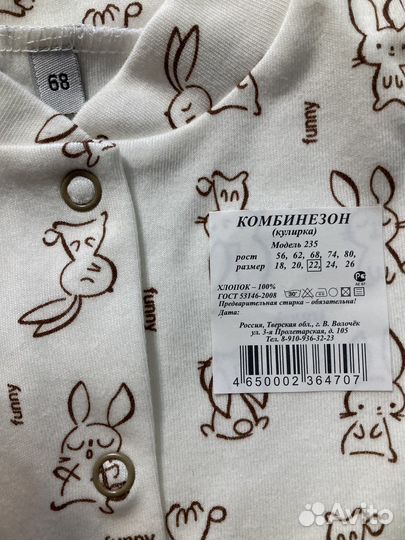 68
funny
КОМБИНЕЗОН
(кулирка)
Модель 235
рост 56, 62, 68, 74, 80,
размер 18, 20, 22, 24, 26
ХЛОПОК – 100%
ГОСТ 53146-2008
Предварительная стирка – обязательна!
Дата:
Россия, Тверская обл., г. В. Волочёк
ул. 3-я Пролетарская, д. 105
Тел. 8-910-936-32-23
4 650002 364707
funny
funny
funny
Avito